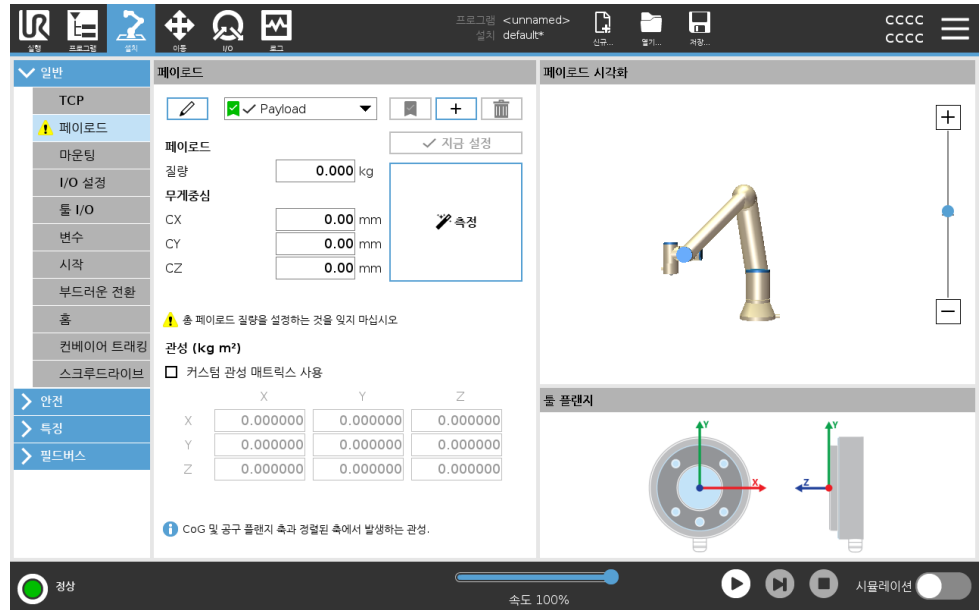 UR
실행 프로그램 설치 이동 I/O 로그
프로그램 <unnamed>
설치 default*
신규... 열기... 저장...
CCCC
CCCC
일반
TCP
페이로드
마운팅
I/O 설정
툴 I/O
변수
시작
부드러운 전환
홈
컨베이어 트래킹
스크루드라이브
안전
특징
필드버스
페이로드
Payload
페이로드
지금 설정
질량 0.000 kg
무게중심
CX 0.00 mm
CY 0.00 mm
CZ 0.00 mm
측정
총 페이로드 질량을 설정하는 것을 잊지 마십시오
관성 (kg m²)
커스텀 관성 매트릭스 사용
X Y Z
X 0.000000 0.000000 0.000000
Y 0.000000 0.000000 0.000000
Z 0.000000 0.000000 0.000000
CoG 및 공구 플랜지 축과 정렬된 축에서 발생하는 관성.
페이로드 시각화
툴 플랜지
Y Y
X Z
정상
속도 100%
시뮬레이션